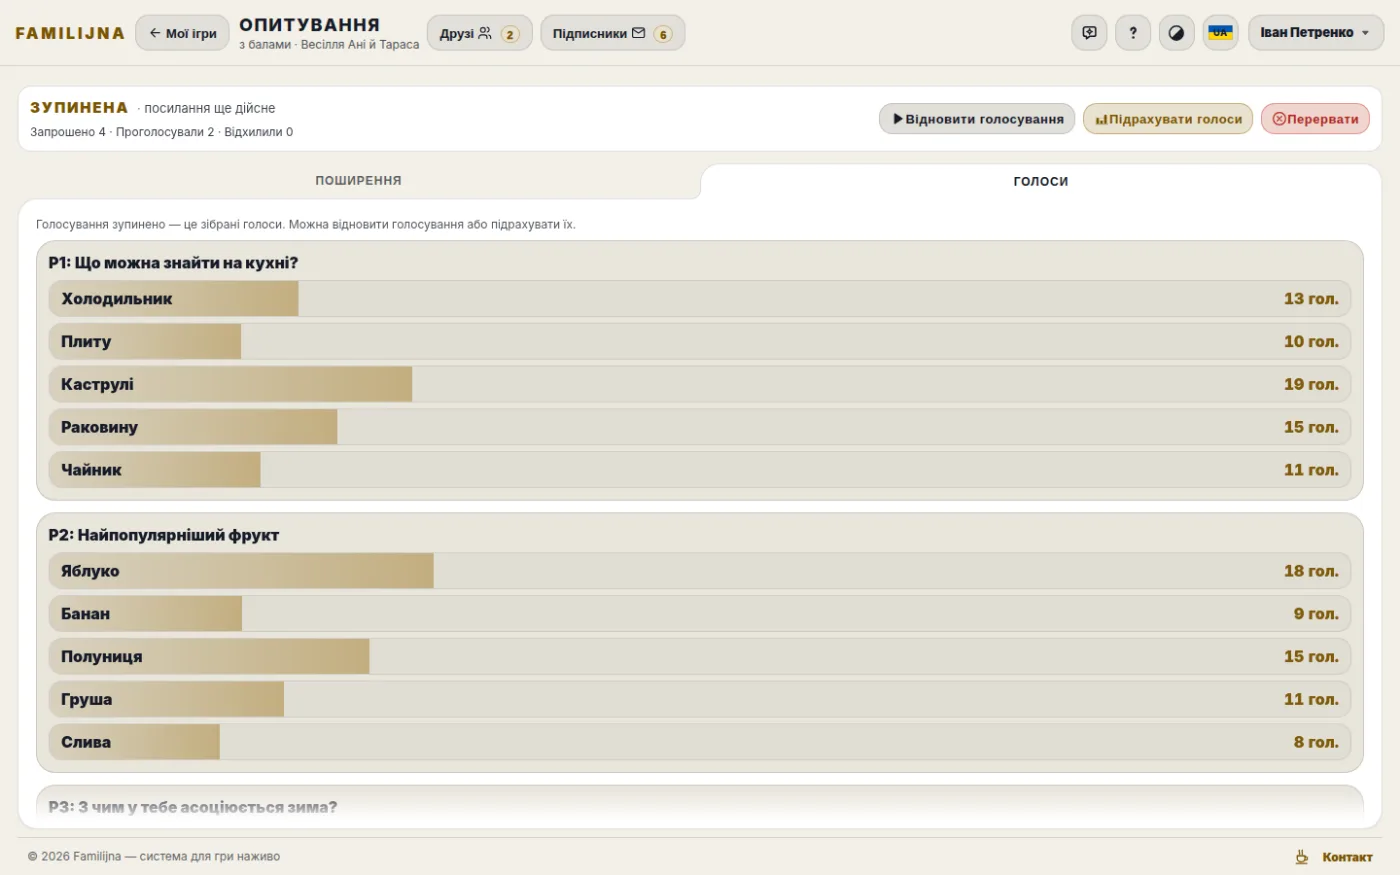 FAMILIJNA
← Мої ігри
ОПИТУВАННЯ
з балами · Весілля Ані й Тараса
Друзі 2
Підписники 6
?
UA
Іван Петренко
ЗУПИНЕНА · посилання ще дійсне
Запрошено 4 · Проголосували 2 · Відхилили 0
Відновити голосування
Підрахувати голоси
Перервати
ПОШИРЕННЯ
ГОЛОСИ
Голосування зупинено — це зібрані голоси. Можна відновити голосування або підрахувати їх.
P1: Що можна знайти на кухні?
Холодильник 13 гол.
Плиту 10 гол.
Каструлі 19 гол.
Раковину 15 гол.
Чайник 11 гол.
P2: Найпопулярніший фрукт
Яблуко 18 гол.
Банан 9 гол.
Полуниця 15 гол.
Груша 11 гол.
Слива 8 гол.
P3: З чим у тебе асоціюється зима?
© 2026 Familijna — система для гри наживо
Контакт